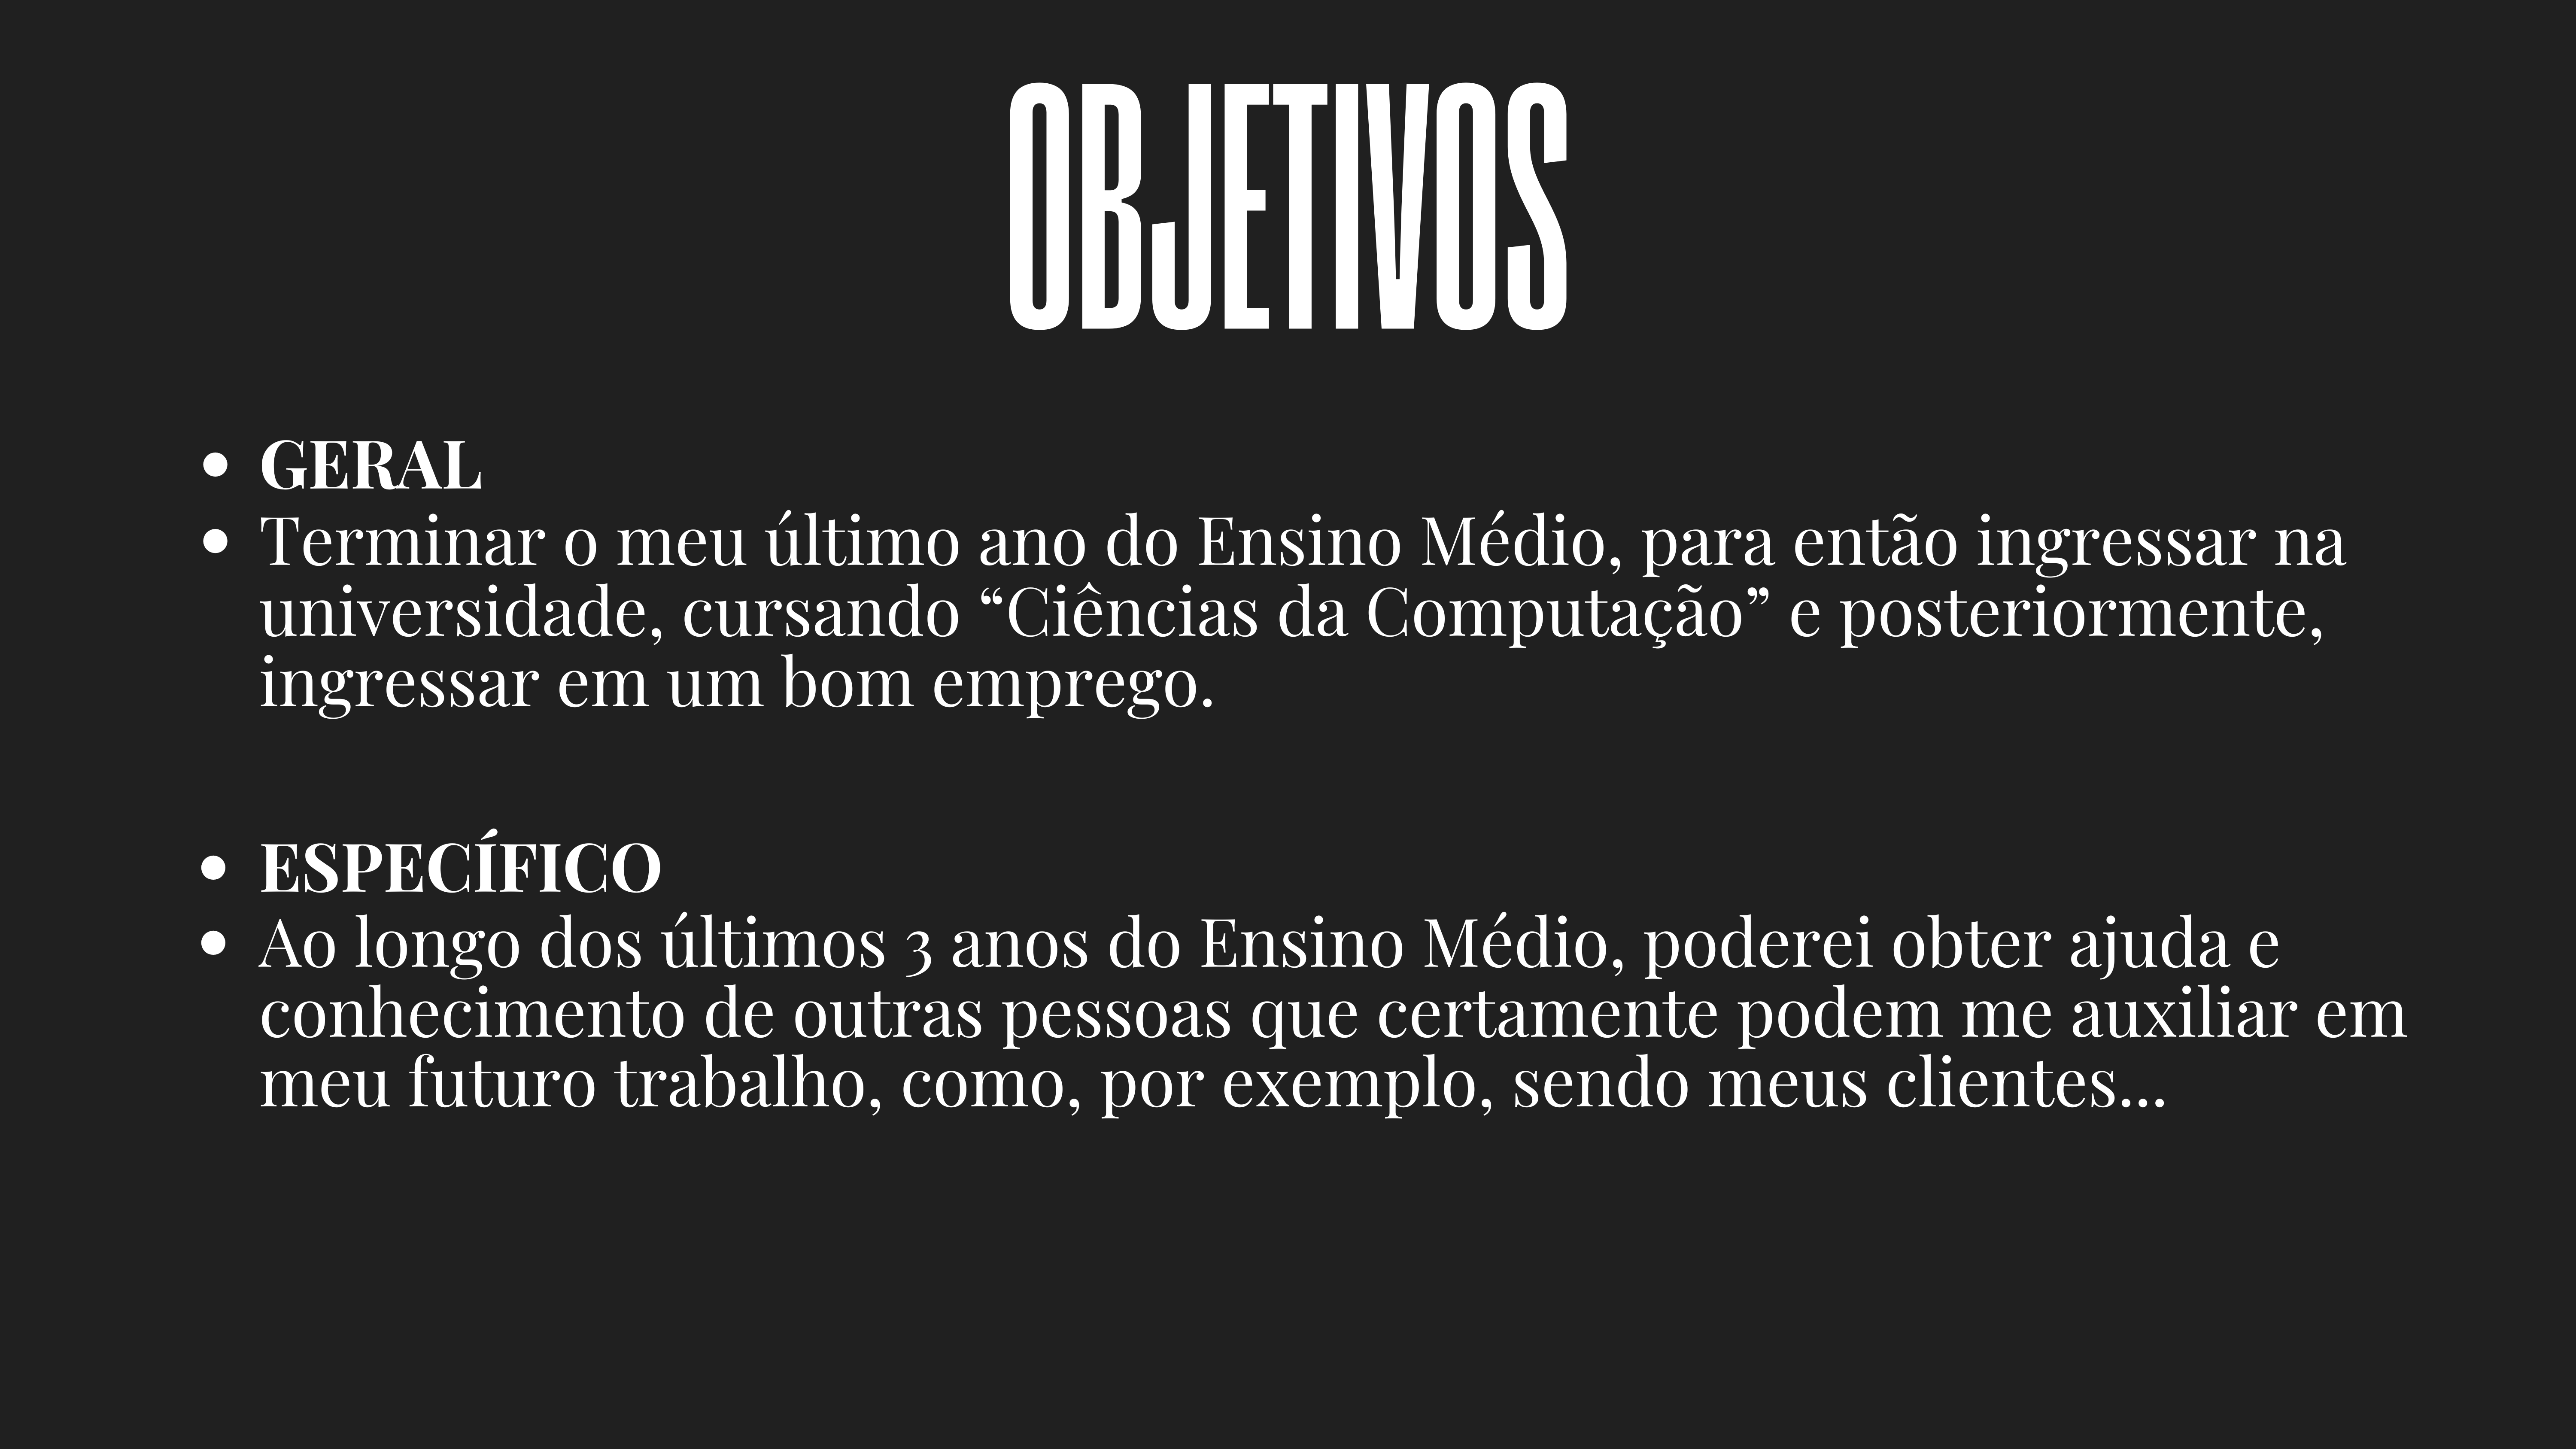 OBJETIVOS
• GERAL
• Terminar o meu último ano do Ensino Médio, para então ingressar na
universidade, cursando “Ciências da Computação” e posteriormente,
ingressar em um bom emprego.
• ESPECÍFICO
• Ao longo dos últimos 3 anos do Ensino Médio, poderei obter ajuda e
conhecimento de outras pessoas que certamente podem me auxiliar em
meu futuro trabalho, como, por exemplo, sendo meus clientes...